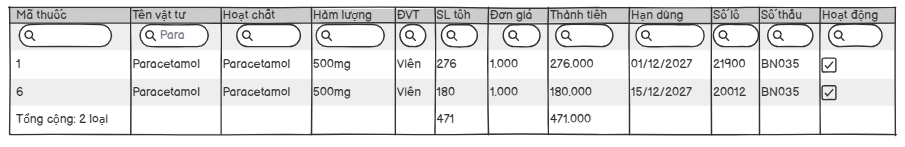 Mã thuốc Tên vật tư Hoạt chất Hàm lượng ĐVT SL tồn Đơn giá Thành tiền Hạn dùng Số lô Số thầu Hoạt động
Para
1 Paracetamol Paracetamol 500mg Viên 276 1.000 276.000 01/12/2027 21900 BN035
6 Paracetamol Paracetamol 500mg Viên 180 1.000 180.000 15/12/2027 20012 BN035
Tổng cộng: 2 loại 471 471.000